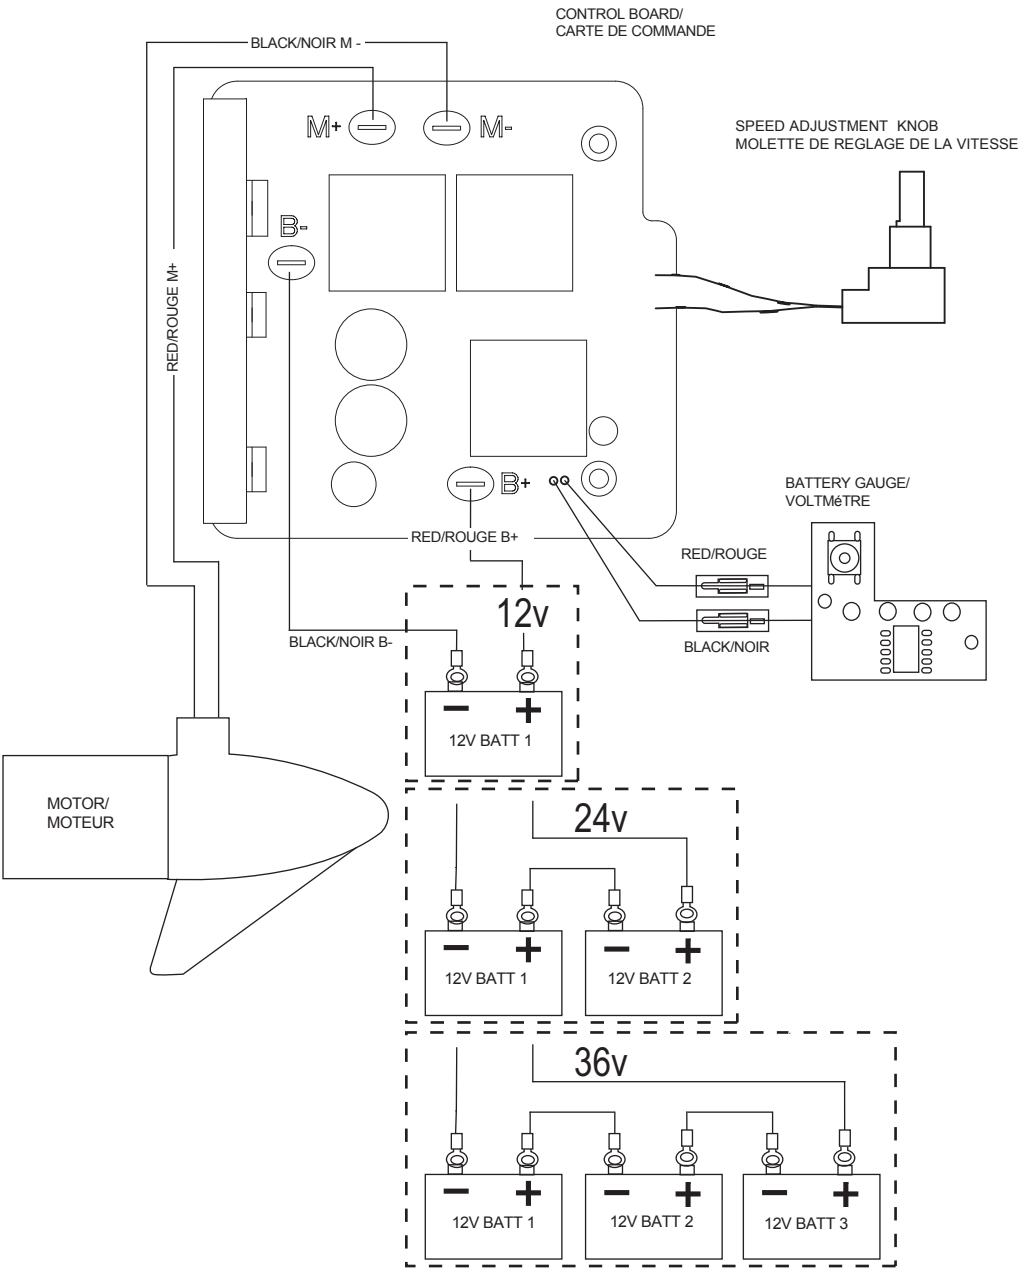 CONTROL BOARD/
CARTE DE COMMANDE
BLACK/NOIR M -
M+
M-
SPEED ADJUSTMENT KNOB
MOLETTE DE REGLAGE DE LA VITESSE
B-
RED/ROUGE M+
B+
BATTERY GAUGE/
VOLTMéTRE
RED/ROUGE B+
RED/ROUGE
12v
BLACK/NOIR B-
BLACK/NOIR
− +
12V BATT 1
MOTOR/
MOTEUR
24v
− + − +
12V BATT 1
12V BATT 2
36v
− + − + − +
12V BATT 1
12V BATT 2
12V BATT 3